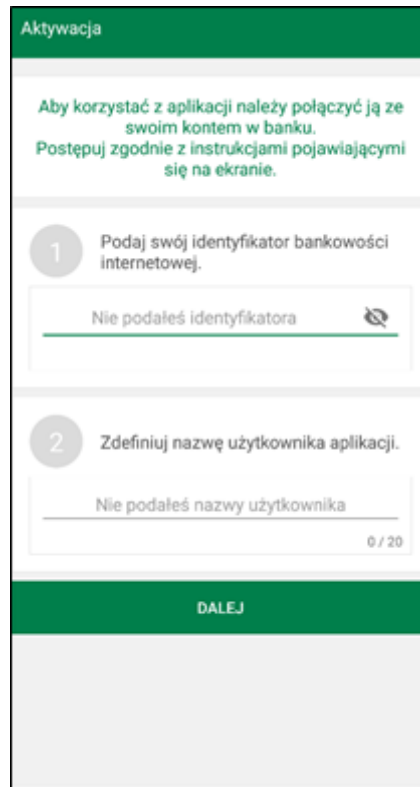 Aktywacja
Aby korzystać z aplikacji należy połączyć ją ze
swoim kontem w banku.
Postępuj zgodnie z instrukcjami pojawiającymi
się na ekranie.
1
Podaj swój identyfikator bankowości
internetowej.
Nie podałeś identyfikatora
2
Zdefiniuj nazwę użytkownika aplikacji.
Nie podałeś nazwy użytkownika
0 / 20
DALEJ